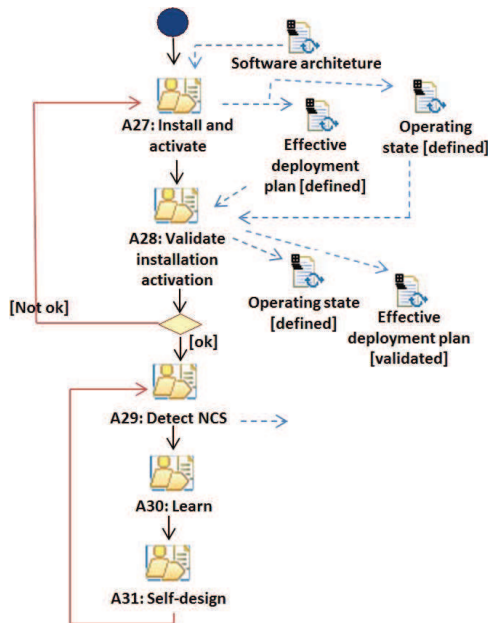 Software architeture
A27: Install and
activate
Effective
deployment
plan [defined]
Operating
state [defined]
A28: Validate
installation
activation
Operating state
[defined]
Effective
deployment plan
[validated]
[Not ok]
[ok]
A29: Detect NCS
A30: Learn
A31: Self-design